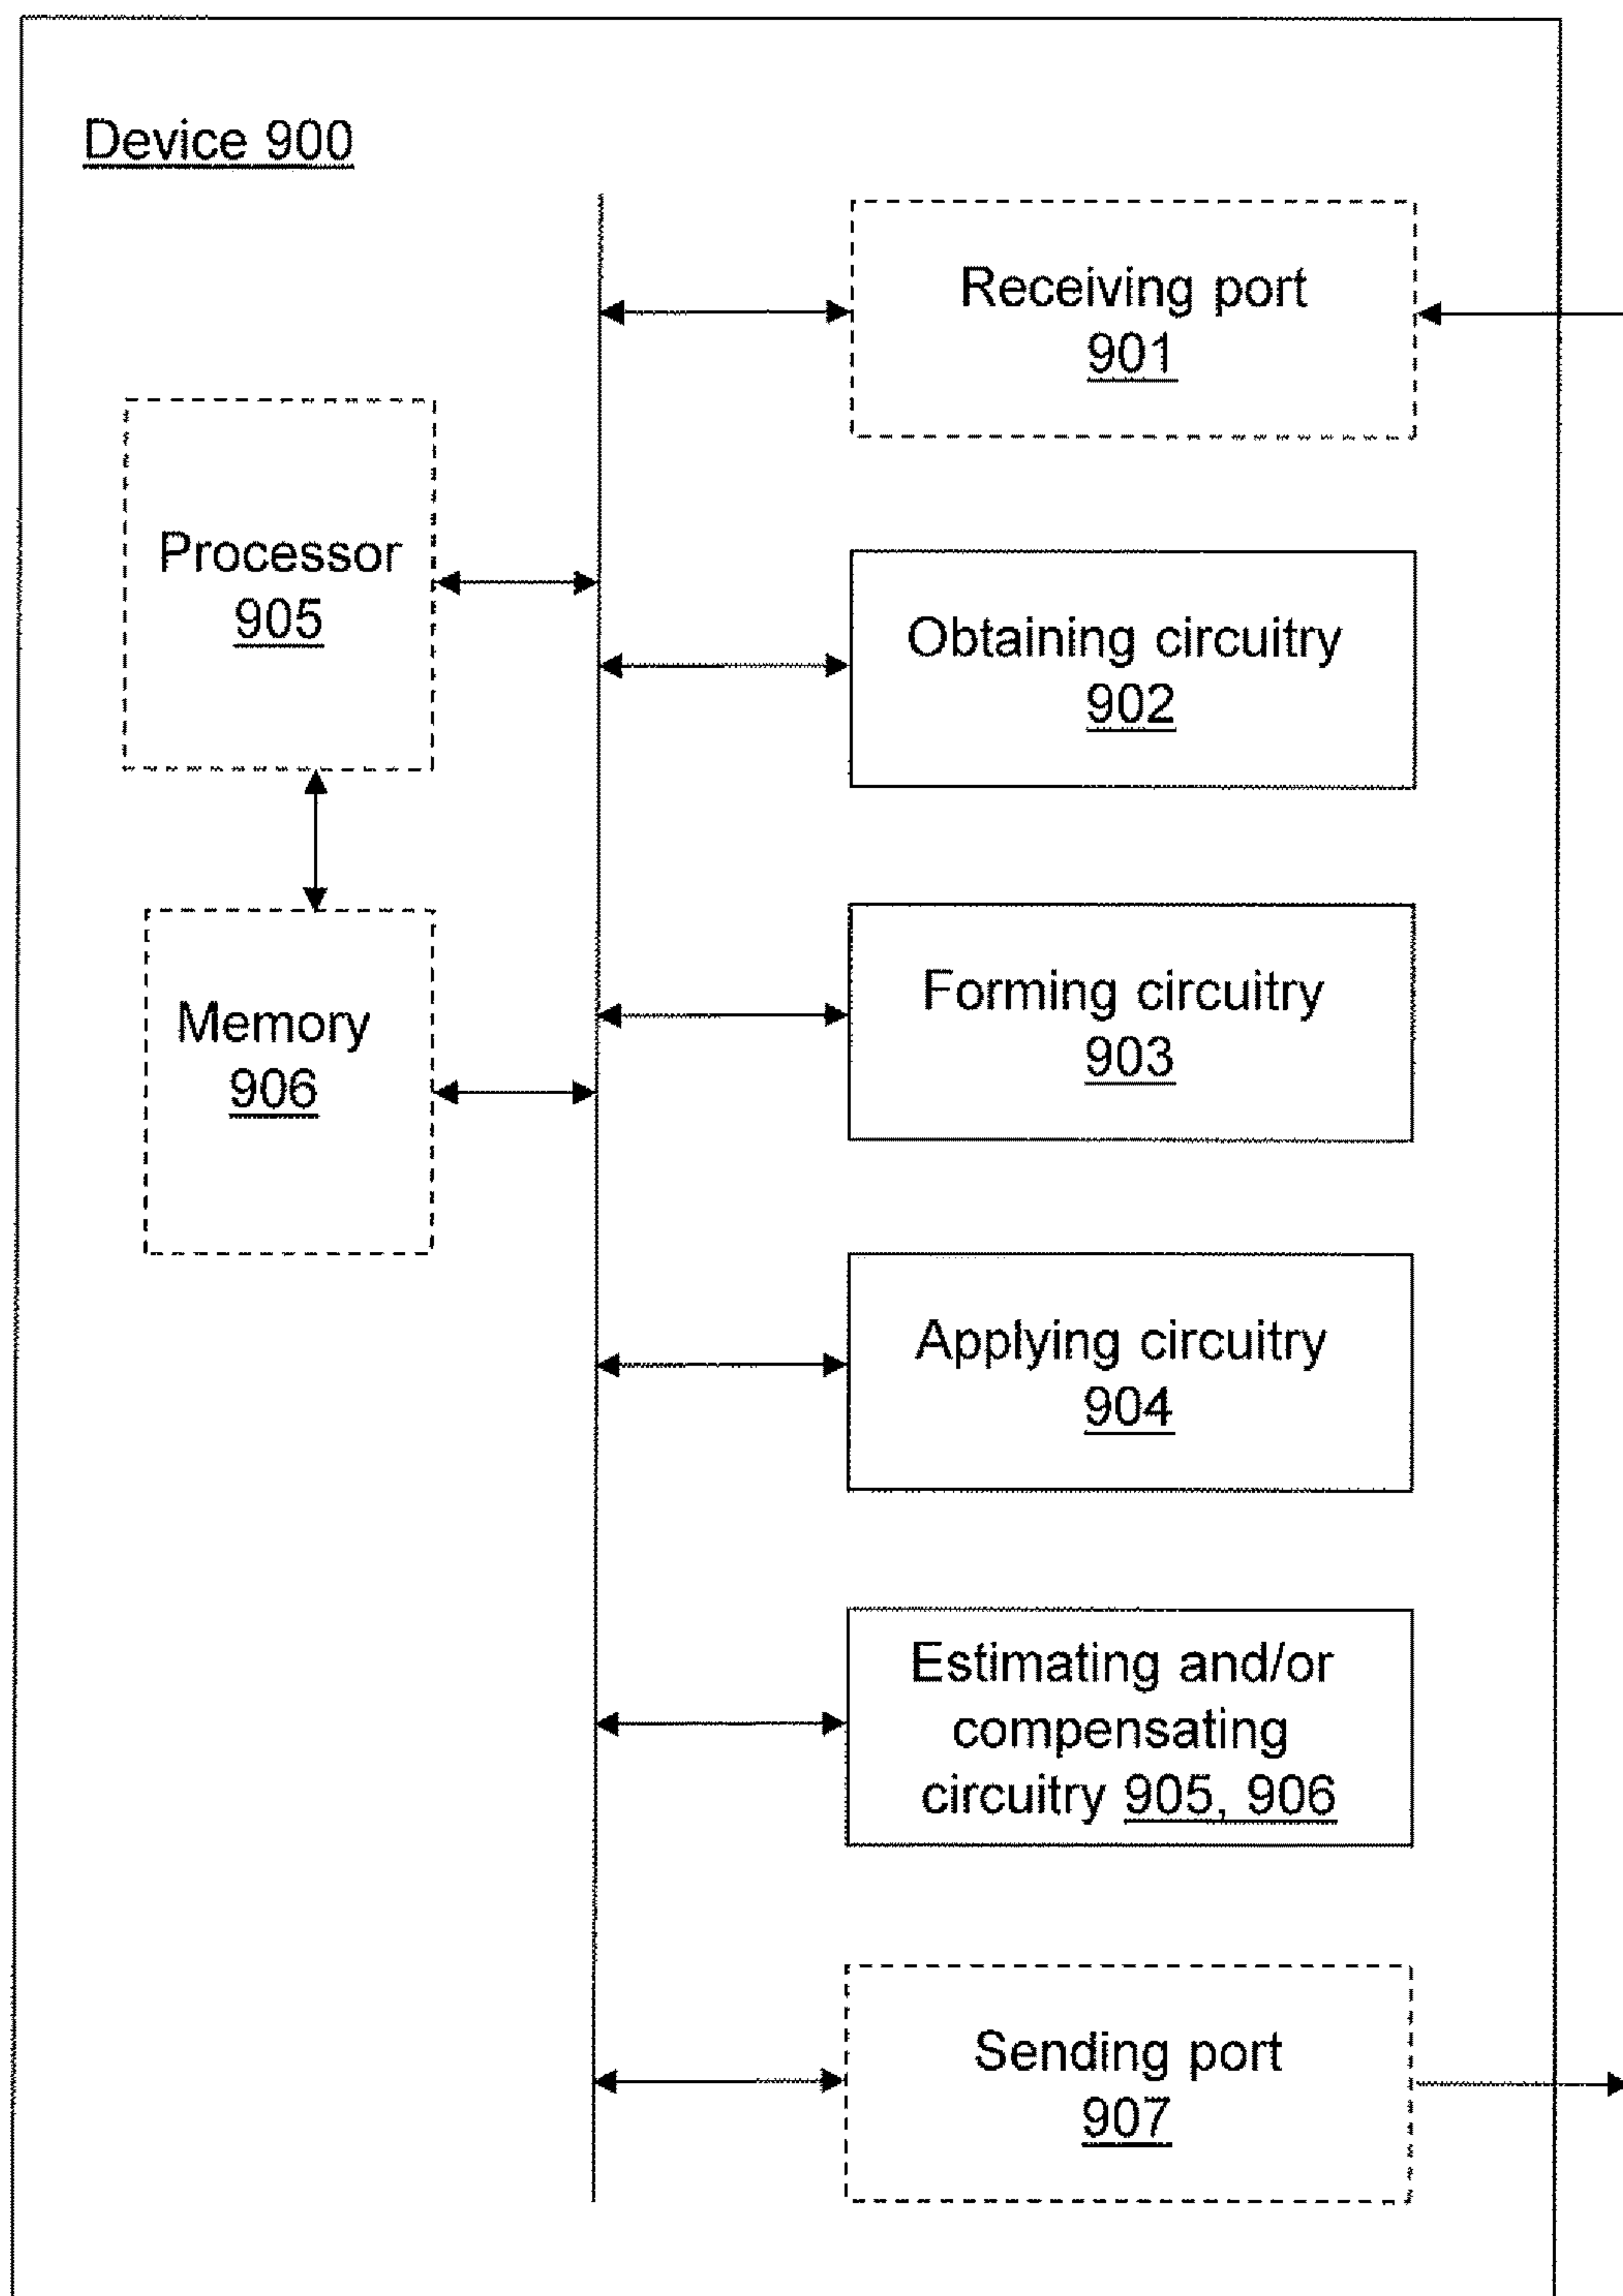 Device 900
Receiving port
901
Processor
905
Obtaining circuitry
902
Forming circuitry
903
Memory
906
Applying circuitry
904
Estimating and/or
compensating
circuitry 905, 906
Sending port
907